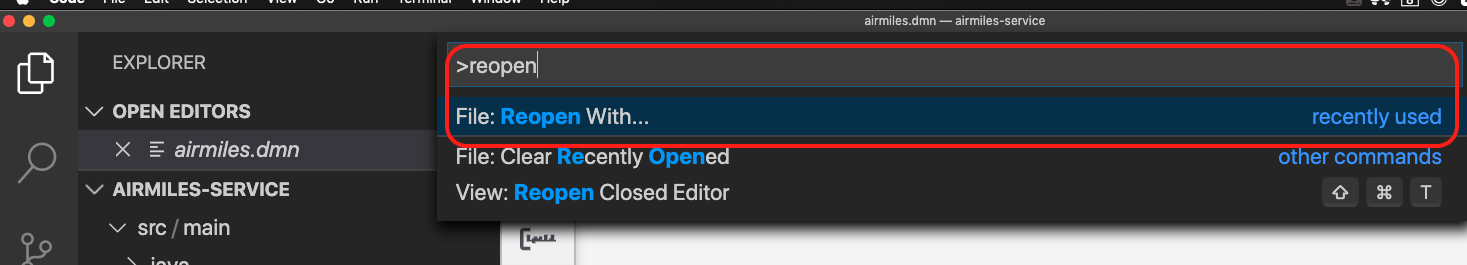 Code File Edit Selection View Go Run Terminal Window Help
airmiles.dmn — airmiles-service
EXPLORER
OPEN EDITORS
airmiles.dmn
AIRMILES-SERVICE
src / main
java
>reopen
File: Reopen With...
recently used
File: Clear Recently Opened
other commands
View: Reopen Closed Editor
⇧ ⌘ T